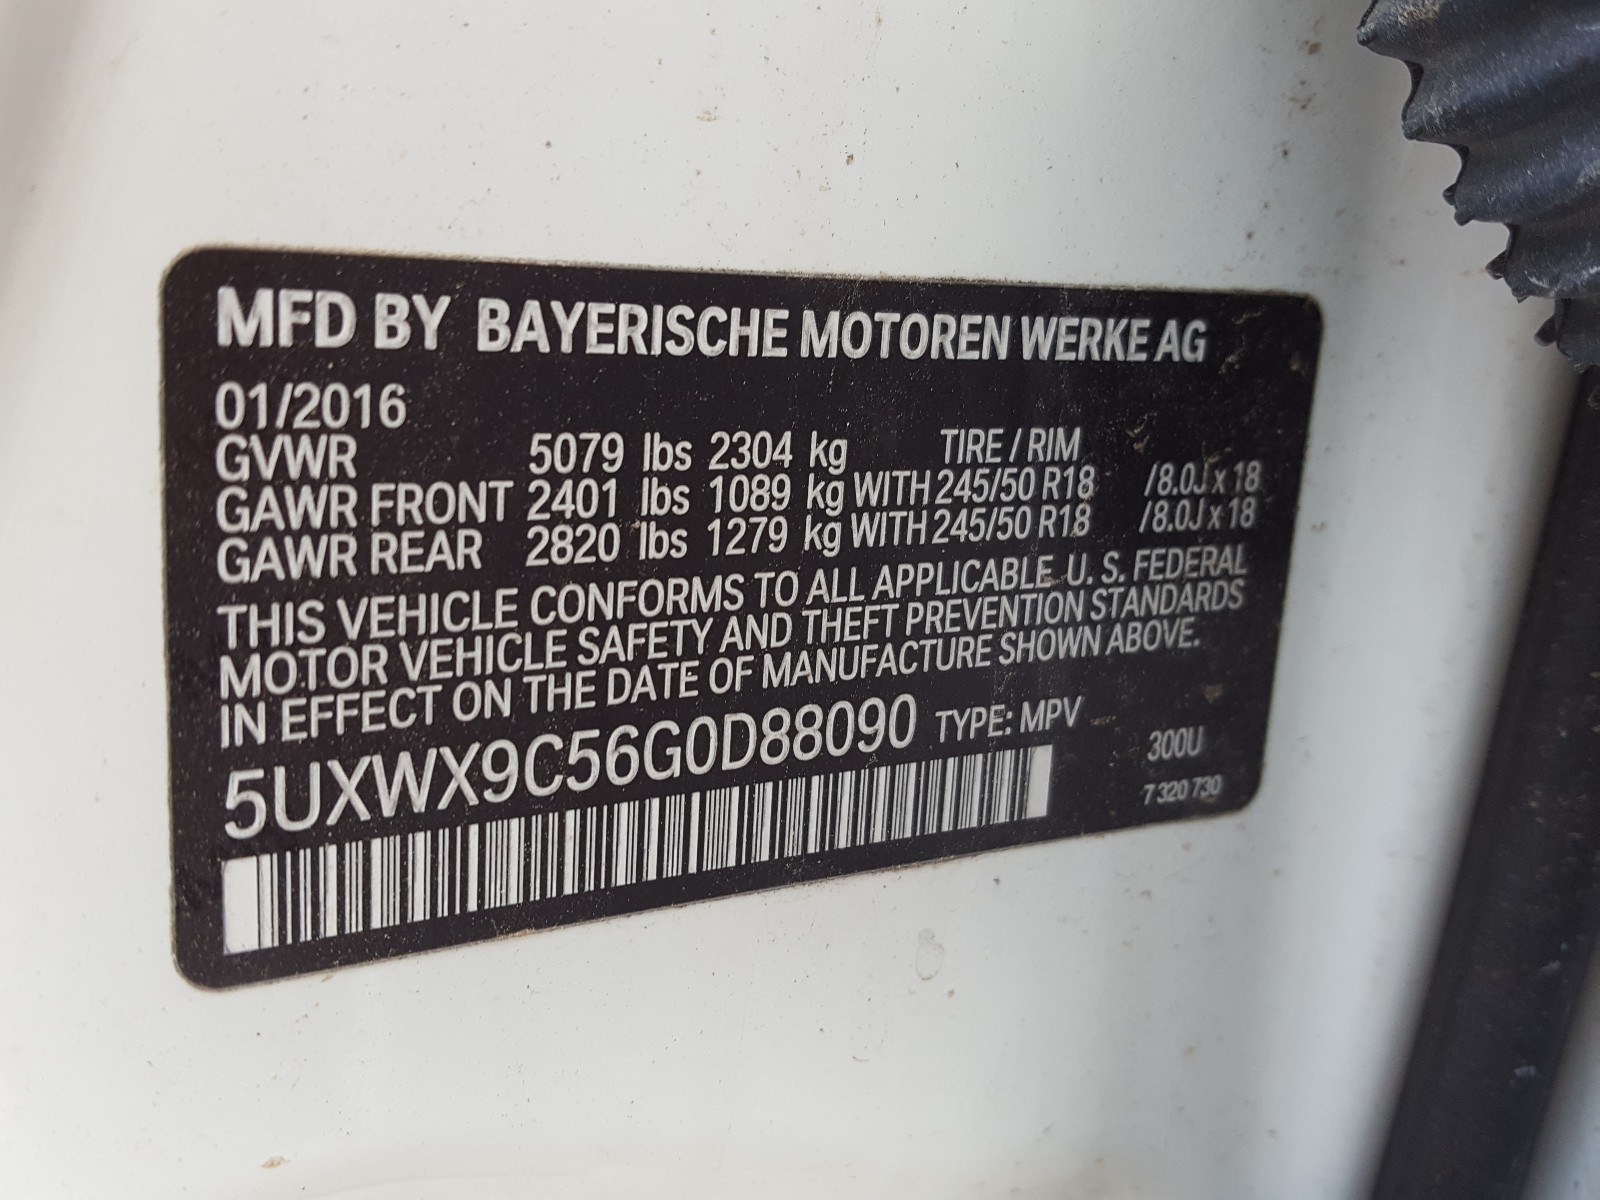 MFD BY BAYERISCHE MOTOREN WERKE AG
01/2016
GVWR 5079 lbs 2304 kg TIRE / RIM
GAWR FRONT 2401 lbs 1089 kg WITH 245/50 R18 /8.0J x 18
GAWR REAR 2820 lbs 1279 kg WITH 245/50 R18 /8.0J x 18
THIS VEHICLE CONFORMS TO ALL APPLICABLE U. S. FEDERAL
MOTOR VEHICLE SAFETY AND THEFT PREVENTION STANDARDS
IN EFFECT ON THE DATE OF MANUFACTURE SHOWN ABOVE.
5UXWX9C56G0D88090 TYPE: MPV
300U
7 320 730